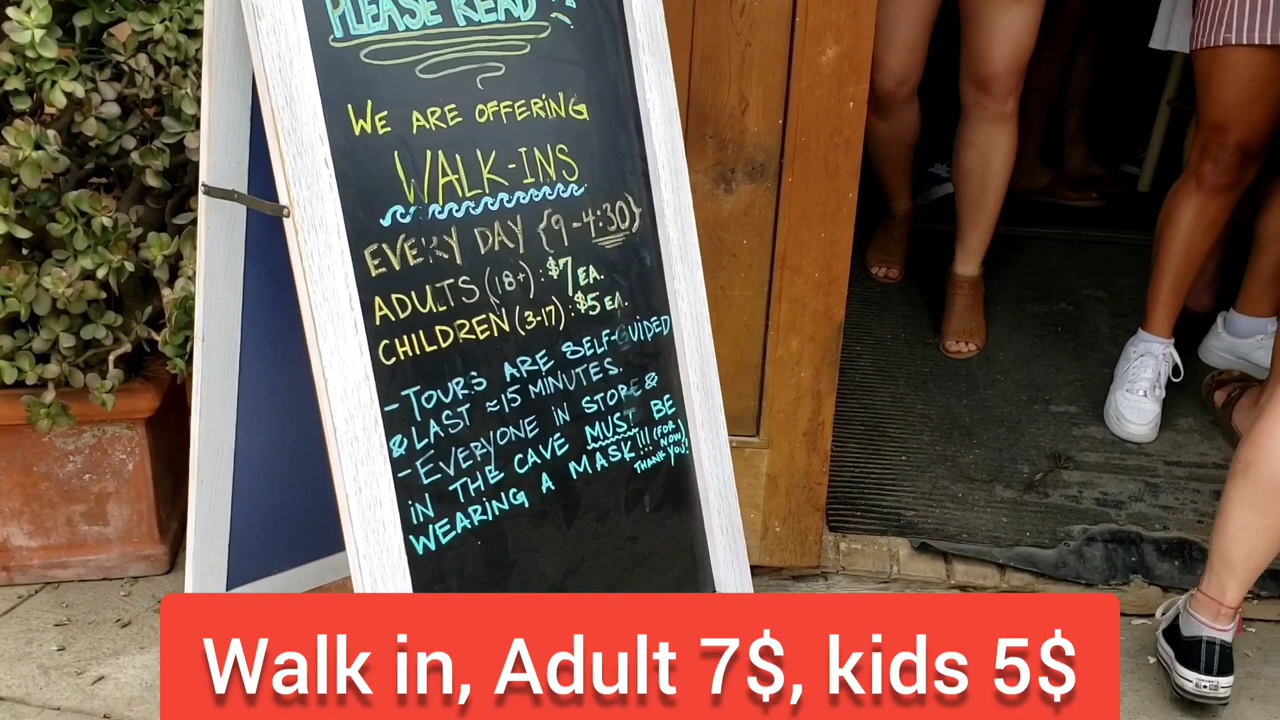 PLEASE READ
WE ARE OFFERING
WALK-INS
EVERY DAY {9-4:30}
ADULTS (18+): $7 EA.
CHILDREN (3-17): $5 EA.
-TOURS ARE SELF-GUIDED
& LAST ≈15 MINUTES.
-EVERYONE IN STORE &
IN THE CAVE MUST BE
WEARING A MASK!!! (FOR NOW) THANK YOU!
Walk in, Adult 7$, kids 5$